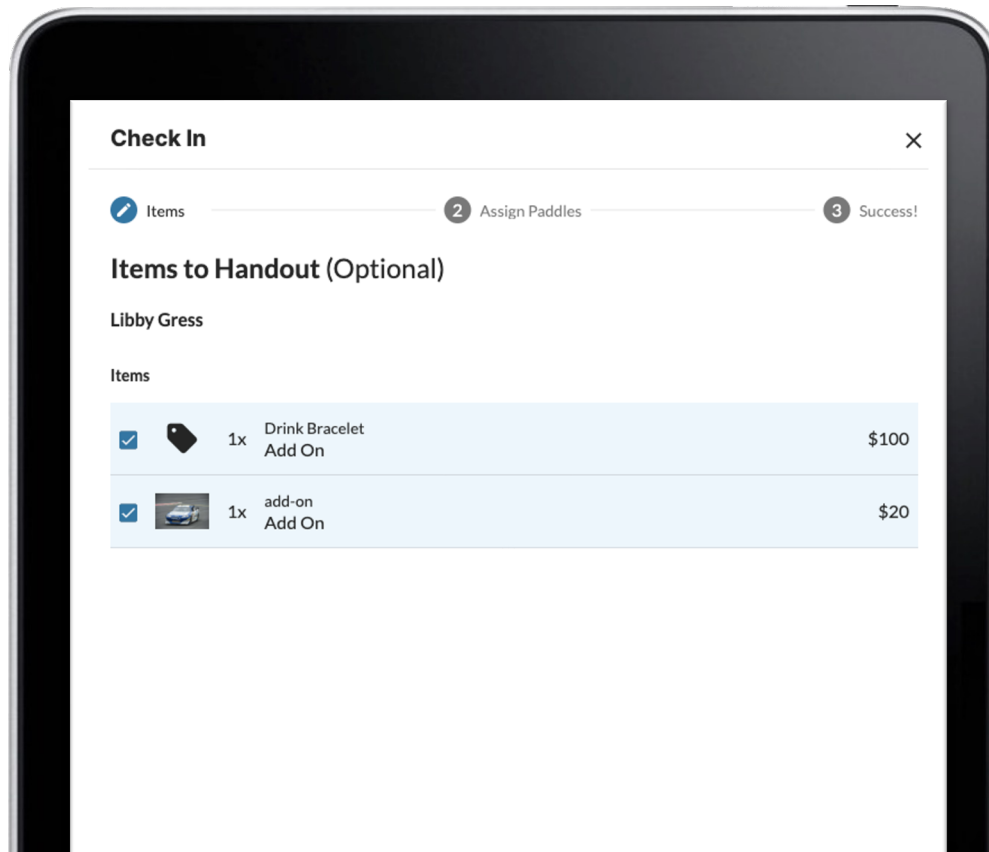 Check In
Items
2 Assign Paddles
3 Success!
Items to Handout (Optional)
Libby Gress
Items
1x Drink Bracelet Add On $100
1x add-on Add On $20